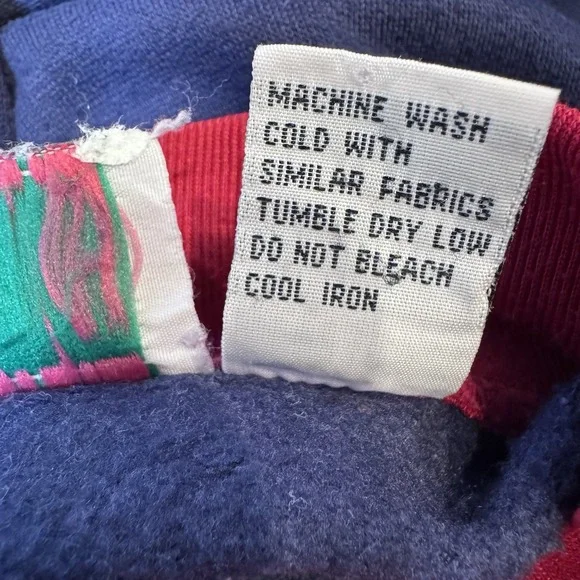 MACHINE WASH
COLD WITH
SIMILAR FABRICS
TUMBLE DRY LOW
DO NOT BLEACH
COOL IRON